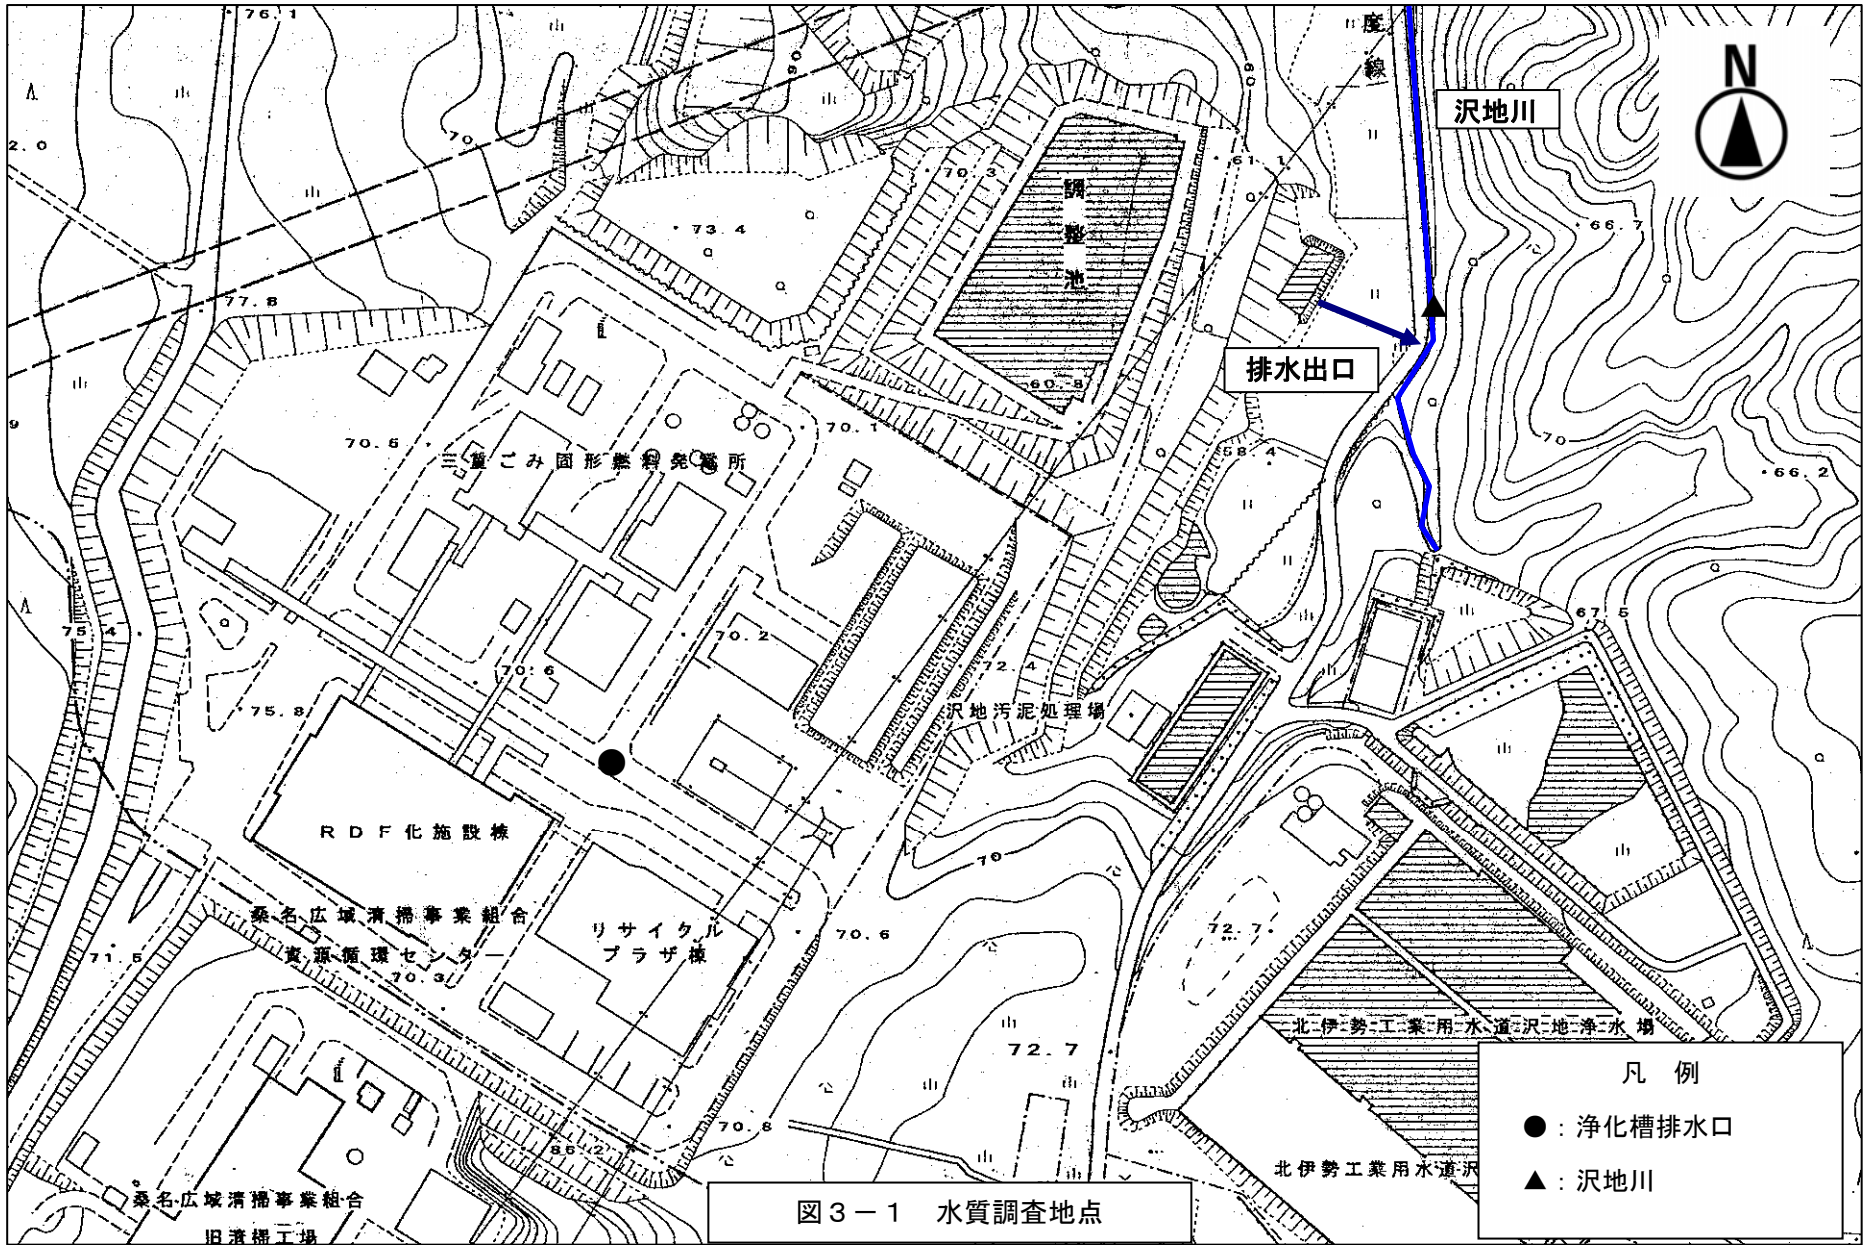 76.1
度線
沢地川
N
2.0
70
90
80
61.1
70.3
調整池
73.4
66.7
77.8
60.8
排水出口
9
70.5
70.1
三重ごみ固形燃料発電所
58.4
70
66.2
75.4
67.5
70.2
72.4
70.6
沢地汚泥処理場
75.8
RDF化施設棟
70
桑名広域清掃事業組合
資源循環センター
リサイクル
プラザ棟
70.6
72.7
71.5
70.3
北伊勢工業用水道沢地浄水場
72.7
凡 例
●:浄化槽排水口
▲:沢地川
70.8
86.2
北伊勢工業用水道沢
桑名広域清掃事業組合
旧清掃工場
図3-1 水質調査地点